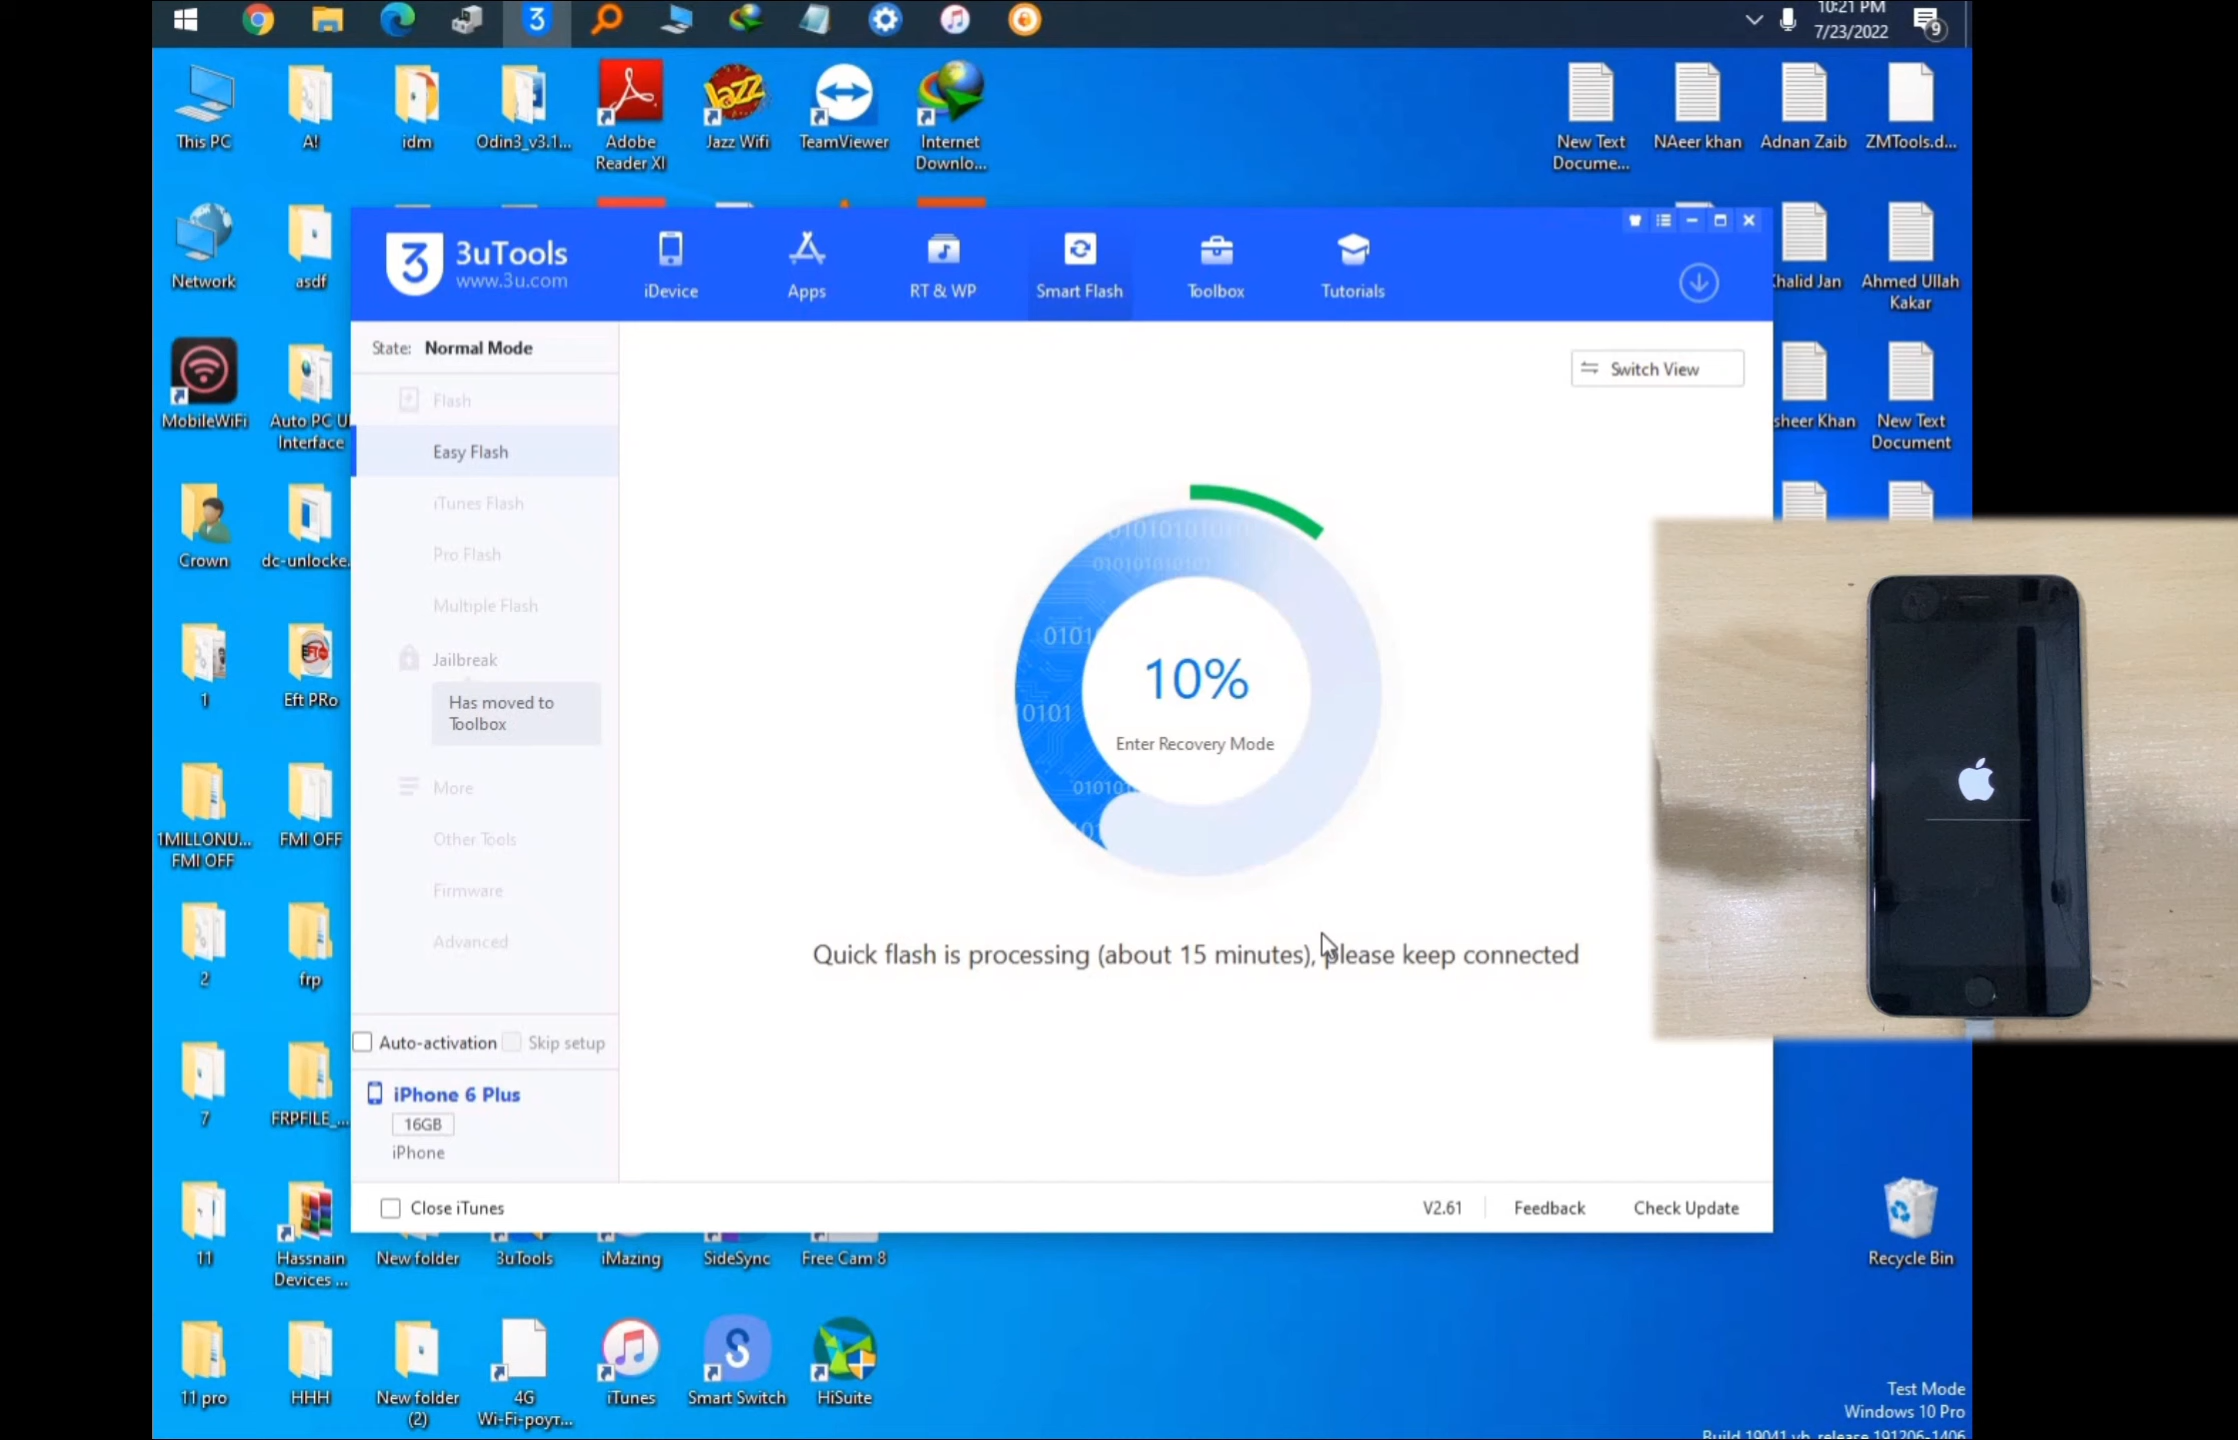 10:21 PM
7/23/2022
9
This PC
A!
idm
Odin3_v3.1...
Adobe
Reader XI
Jazz Wifi
TeamViewer
Internet
Downlo...
New Text
Docume...
NAeer khan
Adnan Zaib
ZMTools.d...
Network
asdf
3uTools
www.3u.com
iDevice
Apps
RT & WP
Smart Flash
Toolbox
Tutorials
Khalid Jan
Ahmed Ullah
Kakar
State: Normal Mode
Switch View
MobileWiFi
Auto PC U
Interface
Flash
Easy Flash
sheer Khan
New Text
Document
iTunes Flash
Pro Flash
Multiple Flash
Crown
dc-unlocke.
Jailbreak
Has moved to
Toolbox
10%
Enter Recovery Mode
1
Eft PRo
More
Other Tools
Firmware
Advanced
1MILLONU...
FMI OFF
FMI OFF
Quick flash is processing (about 15 minutes), please keep connected
2
frp
Auto-activation
Skip setup
iPhone 6 Plus
16GB
iPhone
7
FRPFILE_...
Close iTunes
V2.61
Feedback
Check Update
11
Hassnain
Devices ...
New folder
3uTools
iMazing
SideSync
Free Cam 8
Recycle Bin
11 pro
HHH
New folder
(2)
4G
Wi-Fi-роут...
iTunes
Smart Switch
HiSuite
Test Mode
Windows 10 Pro
Build 19041.vb_release.191206-1406